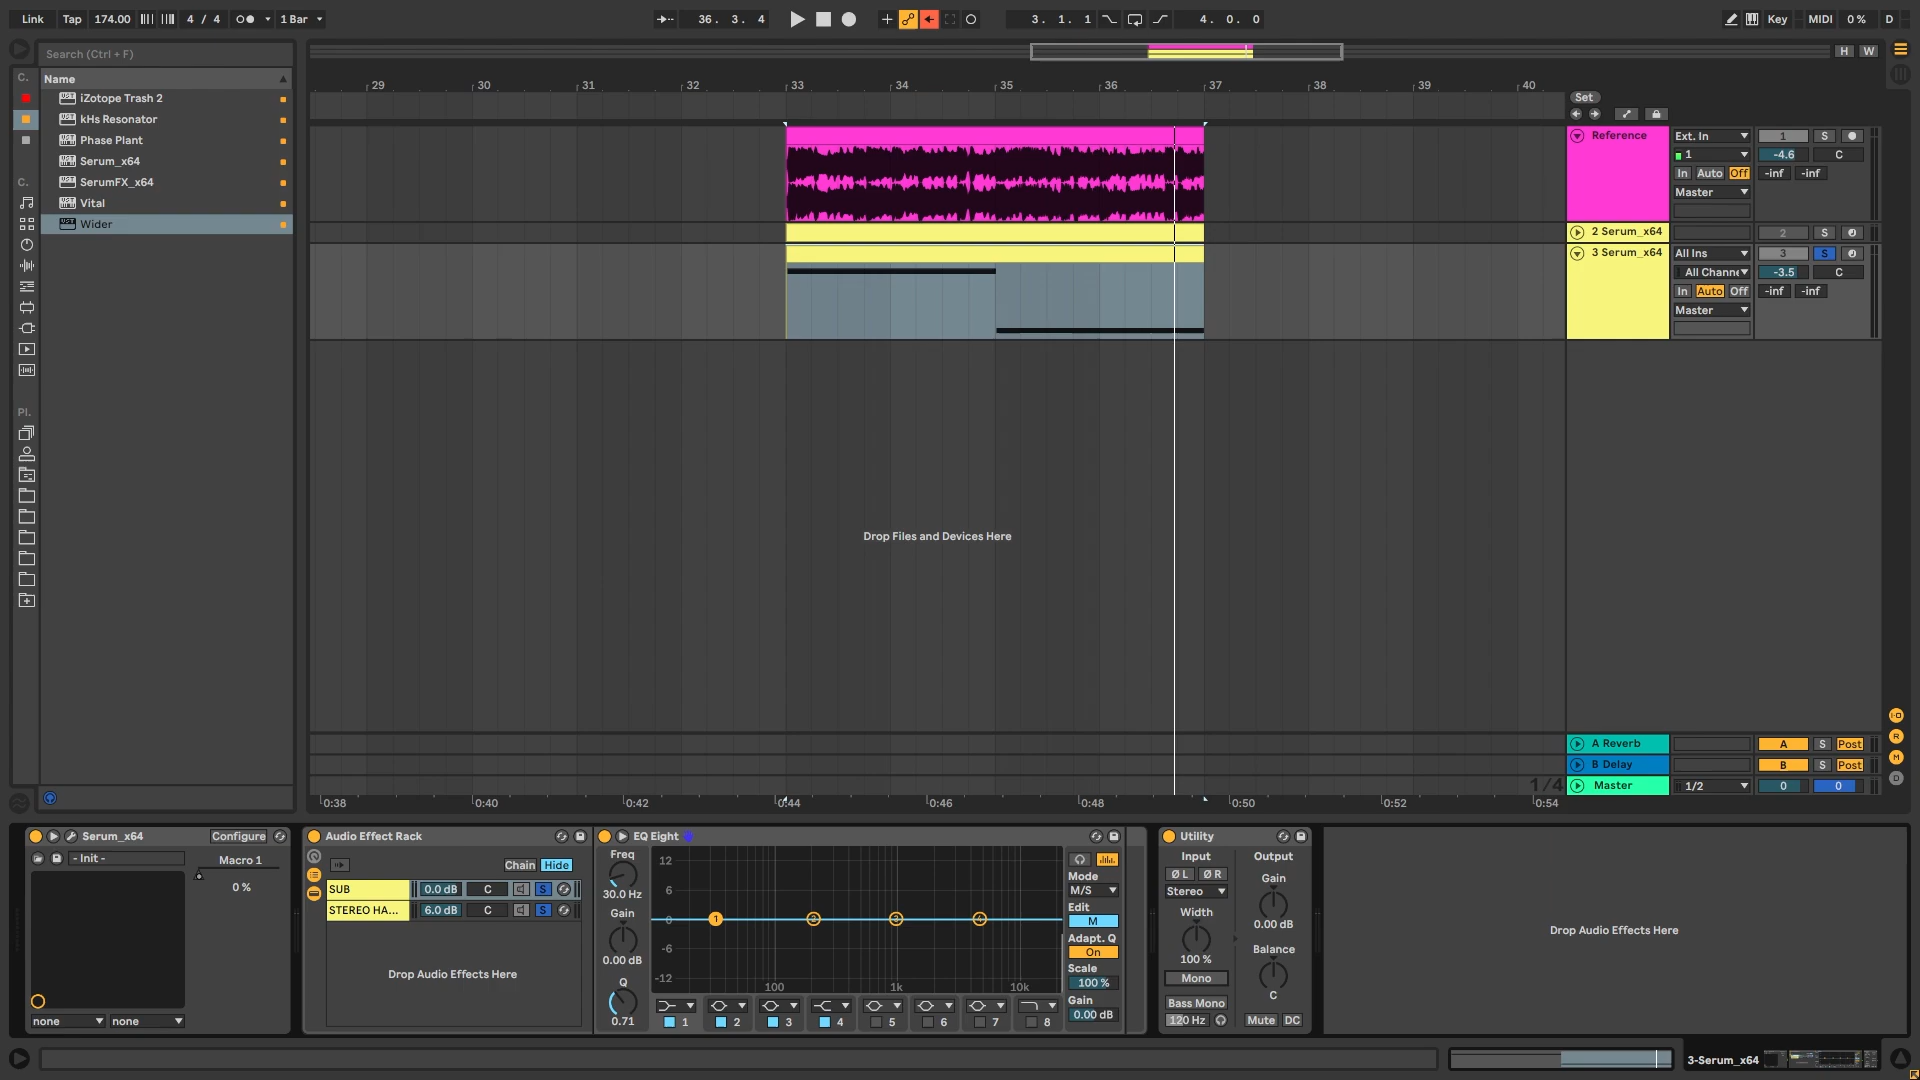 Link Tap 174.00 4 / 4 1 Bar 36. 3. 4 3. 1. 1 4. 0. 0 Key MIDI 0 % D
Search (Ctrl + F) H W
C. Name
29 30 31 32 33 34 35 36 37 38 39 40
iZotope Trash 2
kHs Resonator
Phase Plant
Serum_x64
SerumFX_x64
Vital
Wider
C.
Pl.
Set
Reference Ext. In 1 S
1 -4.6 C
In Auto Off -inf -inf
Master
2 Serum_x64 2 S
3 Serum_x64 All Ins 3 S
All Channe -3.5 C
In Auto Off -inf -inf
Master
Drop Files and Devices Here
A Reverb A S Post
B Delay B S Post
1/4 Master 1/2 0 0
0:38 0:40 0:42 0:44 0:46 0:48 0:50 0:52 0:54
Serum_x64 Configure
- Init -
Macro 1
0 %
none none
Audio Effect Rack
Chain Hide
SUB 0.0 dB C S
STEREO HA... 6.0 dB C S
Drop Audio Effects Here
EQ Eight
Freq
30.0 Hz
Gain
0.00 dB
Q
0.71
12
6
0
-6
-12
100 1k 10k
1 2 3 4
1 2 3 4 5 6 7 8
Mode
M/S
Edit
M
Adapt. Q
On
Scale
100 %
Gain
0.00 dB
Utility
Input Output
Ø L Ø R Gain
Stereo
Width 0.00 dB
Balance
100 %
Mono C
Bass Mono
120 Hz Mute DC
Drop Audio Effects Here
3-Serum_x64